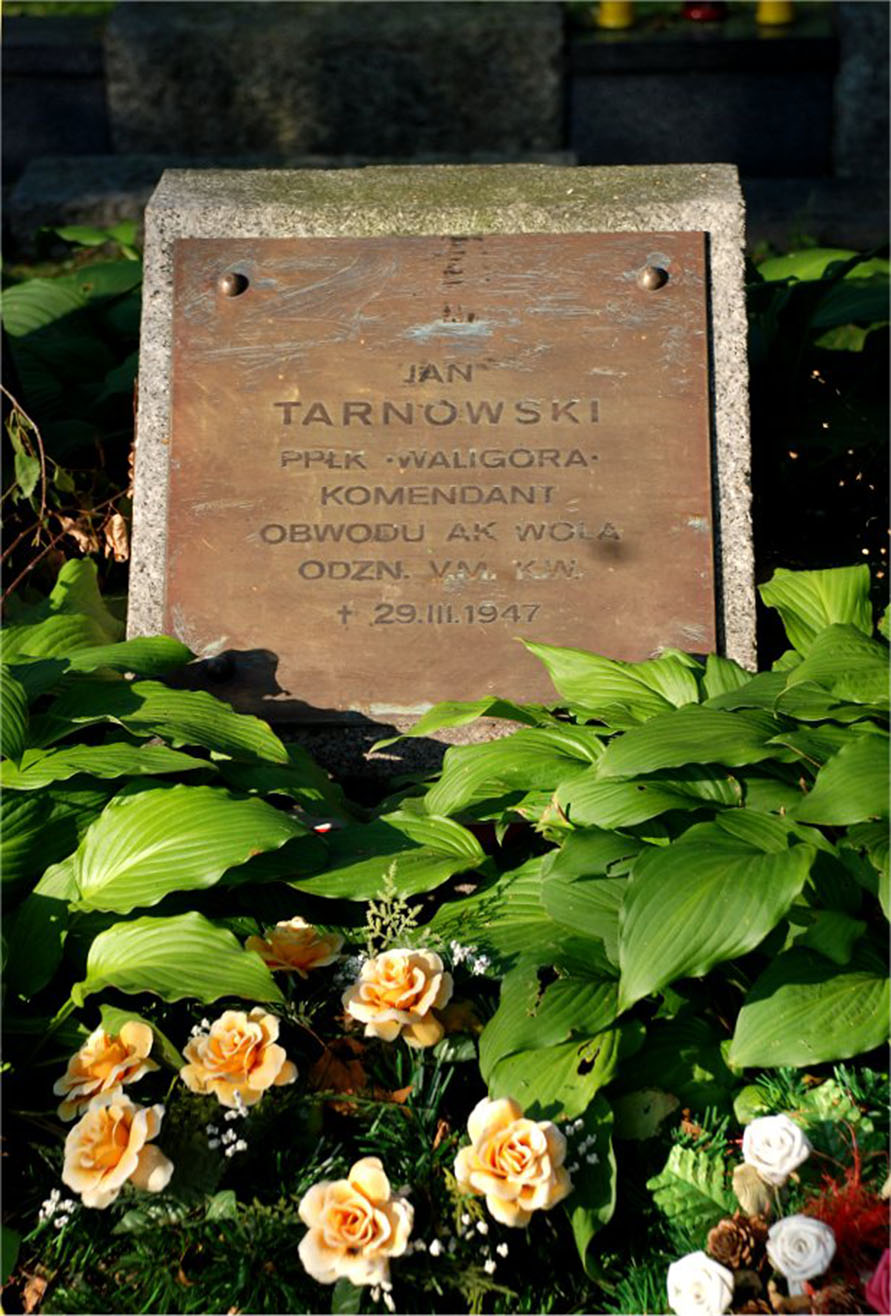 JAN
TARNOWSKI
PPŁK "WALIGÓRA"
KOMENDANT
OBWODU AK WOLA
ODZN. V.M. K.W.
† 29.III.1947